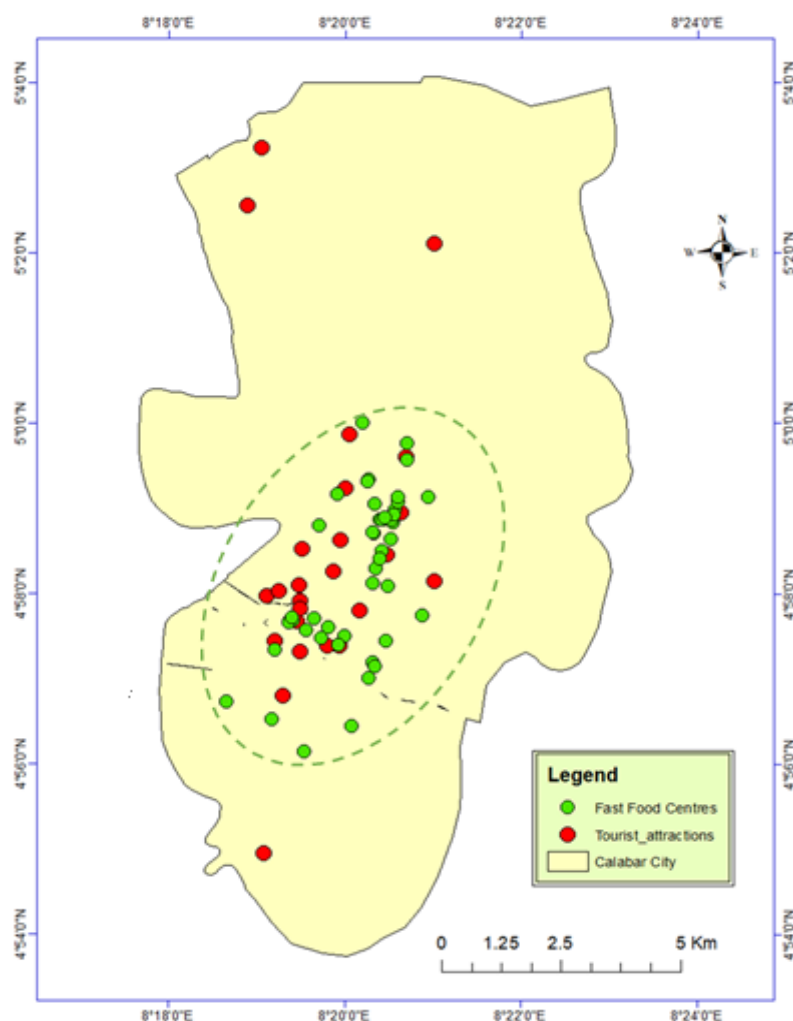 8°18'0"E 8°20'0"E 8°22'0"E 8°24'0"E
5°4'0"N 5°4'0"N
N
W E
S
5°2'0"N 5°2'0"N
5°0'0"N 5°0'0"N
4°58'0"N 4°58'0"N
4°56'0"N 4°56'0"N
Legend
Fast Food Centres
Tourist_attractions
Calabar City
4°54'0"N 4°54'0"N
0 1.25 2.5 5 Km
8°18'0"E 8°20'0"E 8°22'0"E 8°24'0"E